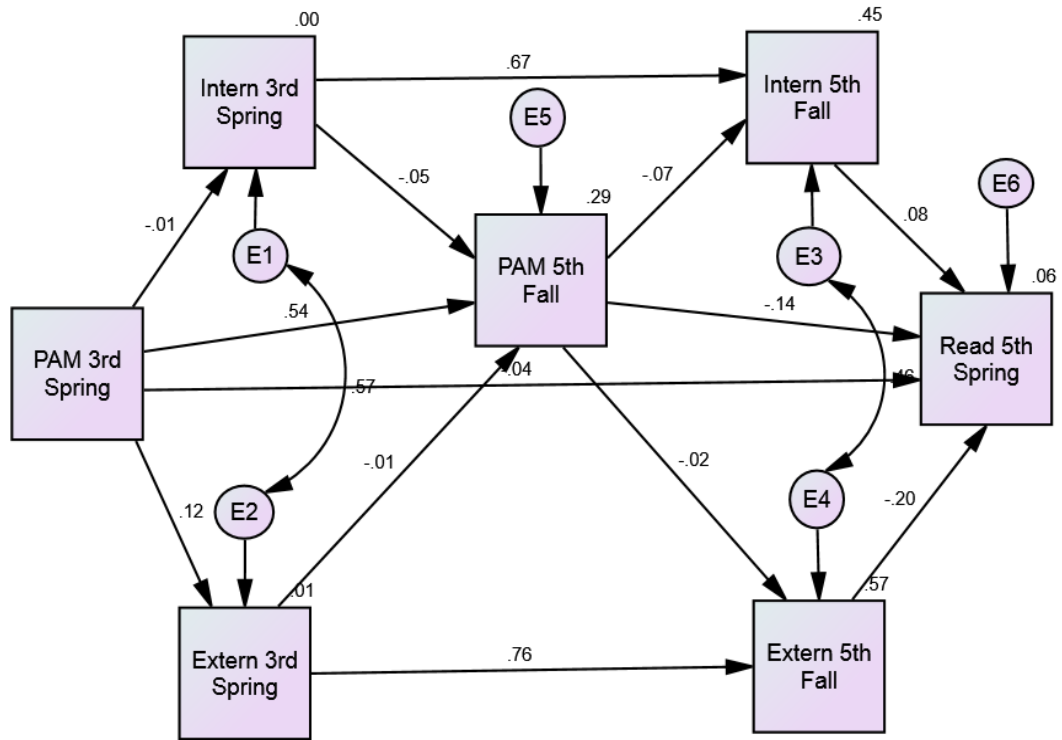 .00
.45
Intern 3rd
Spring
.67
Intern 5th
Fall
E5
-.05
-.07
E6
.29
.08
-.01
E1
PAM 5th
Fall
E3
.06
.54
-.14
PAM 3rd
Spring
.04
.57
.46
Read 5th
Spring
-.01
-.02
.12
E2
E4
-.20
.01
.57
Extern 3rd
Spring
.76
Extern 5th
Fall